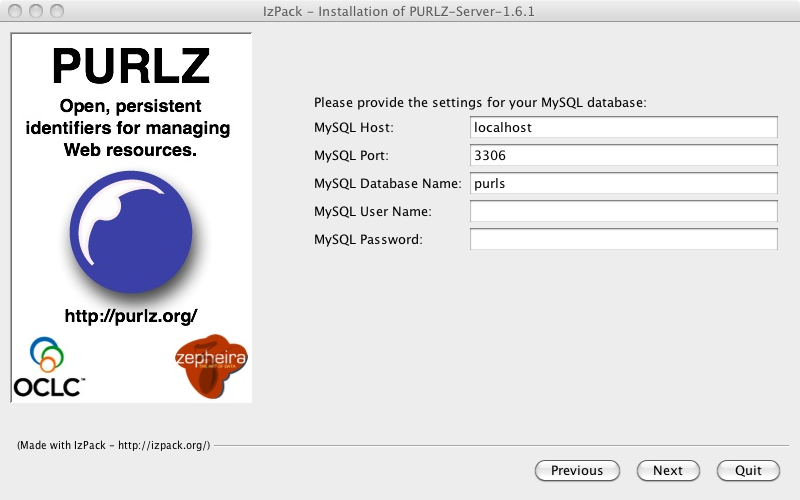 IzPack - Installation of PURLZ-Server-1.6.1
PURLZ
Open, persistent
identifiers for managing
Web resources.
http://purlz.org/
OCLC™
zepheira
THE ART OF DATA
Please provide the settings for your MySQL database:
MySQL Host: localhost
MySQL Port: 3306
MySQL Database Name: purls
MySQL User Name:
MySQL Password:
(Made with IzPack - http://izpack.org/)
Previous Next Quit